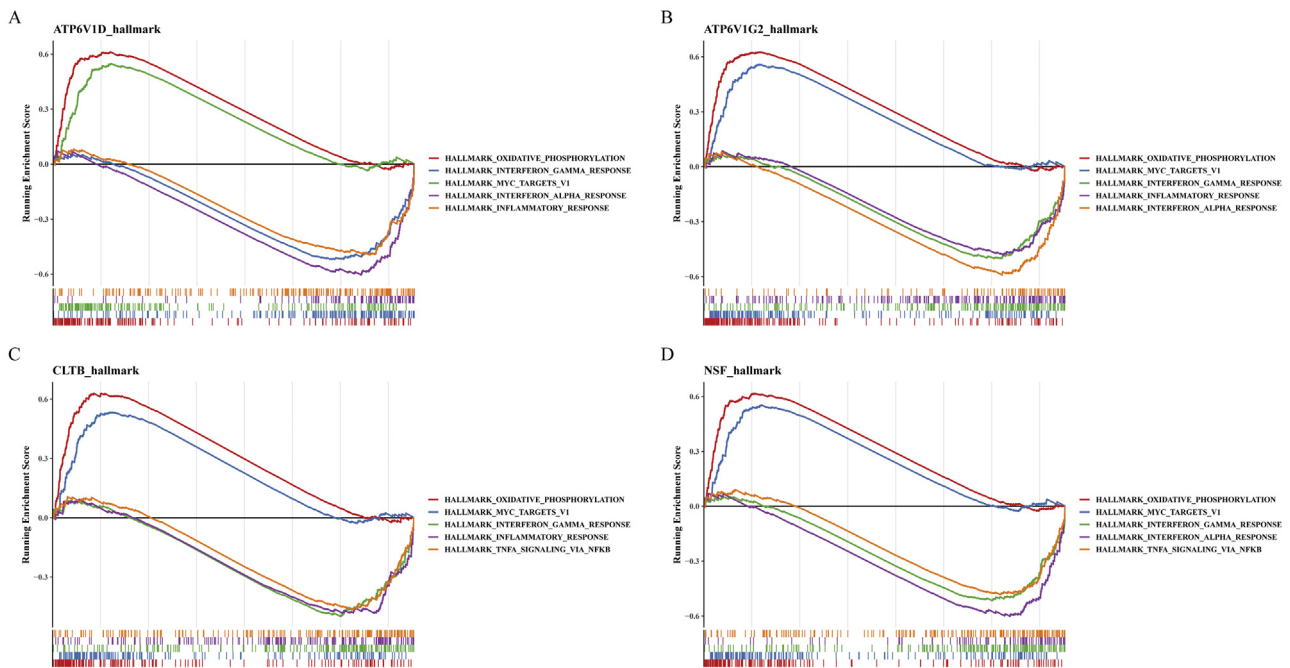 A
ATP6V1D_hallmark
Running Enrichment Score
0.6
0.3
0.0
−0.3
−0.6
HALLMARK_OXIDATIVE_PHOSPHORYLATION
HALLMARK_INTERFERON_GAMMA_RESPONSE
HALLMARK_MYC_TARGETS_V1
HALLMARK_INTERFERON_ALPHA_RESPONSE
HALLMARK_INFLAMMATORY_RESPONSE
B
ATP6V1G2_hallmark
Running Enrichment Score
0.6
0.3
0.0
−0.3
−0.6
HALLMARK_OXIDATIVE_PHOSPHORYLATION
HALLMARK_MYC_TARGETS_V1
HALLMARK_INTERFERON_GAMMA_RESPONSE
HALLMARK_INFLAMMATORY_RESPONSE
HALLMARK_INTERFERON_ALPHA_RESPONSE
C
CLTB_hallmark
Running Enrichment Score
0.6
0.3
0.0
−0.3
HALLMARK_OXIDATIVE_PHOSPHORYLATION
HALLMARK_MYC_TARGETS_V1
HALLMARK_INTERFERON_GAMMA_RESPONSE
HALLMARK_INFLAMMATORY_RESPONSE
HALLMARK_TNFA_SIGNALING_VIA_NFKB
D
NSF_hallmark
Running Enrichment Score
0.6
0.3
0.0
−0.3
−0.6
HALLMARK_OXIDATIVE_PHOSPHORYLATION
HALLMARK_MYC_TARGETS_V1
HALLMARK_INTERFERON_GAMMA_RESPONSE
HALLMARK_INTERFERON_ALPHA_RESPONSE
HALLMARK_TNFA_SIGNALING_VIA_NFKB